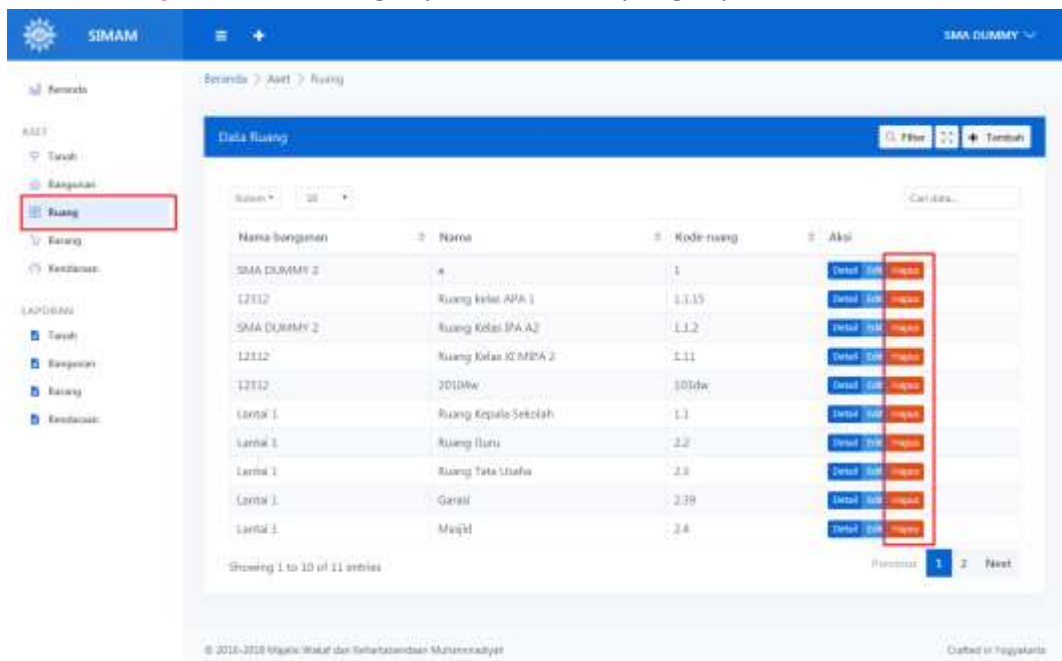 SIMAM
SMA DUMMY
Beranda
Beranda > Aset > Ruang
ASET
Tanah
Bangunan
Ruang
Barang
Kendaraan
LAPORAN
Tanah
Bangunan
Barang
Kendaraan
Data Ruang
Filter
Tambah
Kolom
10
Cari data...
Nama bangunan Nama Kode ruang Aksi
SMA DUMMY 2 a 1 Detail Edit Hapus
12312 Ruang kelas APA 1 1.1.15 Detail Edit Hapus
SMA DUMMY 2 Ruang Kelas IPA A2 1.1.2 Detail Edit Hapus
12312 Ruang Kelas XI MIPA 2 1.11 Detail Edit Hapus
12312 Detail Edit Hapus
Lantai 1 Ruang Kepala Sekolah 1.1 Detail Edit Hapus
Lantai 1 Ruang Guru 2.2 Detail Edit Hapus
Lantai 1 Ruang Tata Usaha 2.3 Detail Edit Hapus
Lantai 1 Garasi 2.39 Detail Edit Hapus
Lantai 1 Masjid 2.4 Detail Edit Hapus
Showing 1 to 10 of 11 entries
Previous 1 2 Next
Majelis Wakaf dan Kehartabendaan Muhammadiyah
Crafted in Yogyakarta